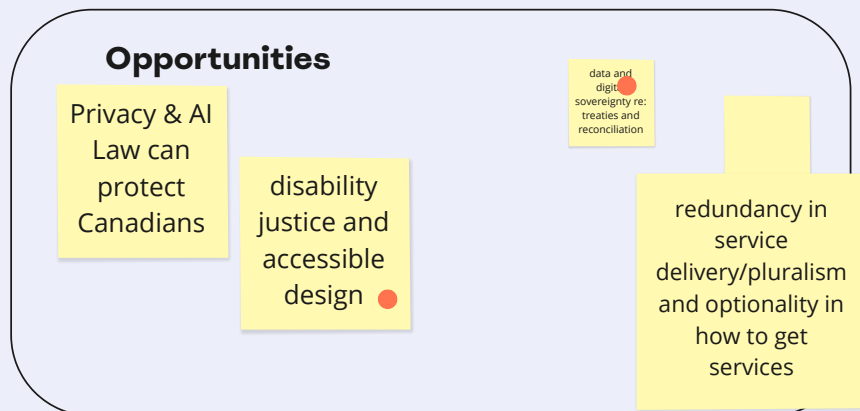 Opportunities
Privacy & AI
Law can
protect
Canadians
disability
justice and
accessible
design
data and
digital
sovereignty re:
treaties and
reconciliation
redundancy in
service
delivery/pluralism
and optionality in
how to get
services